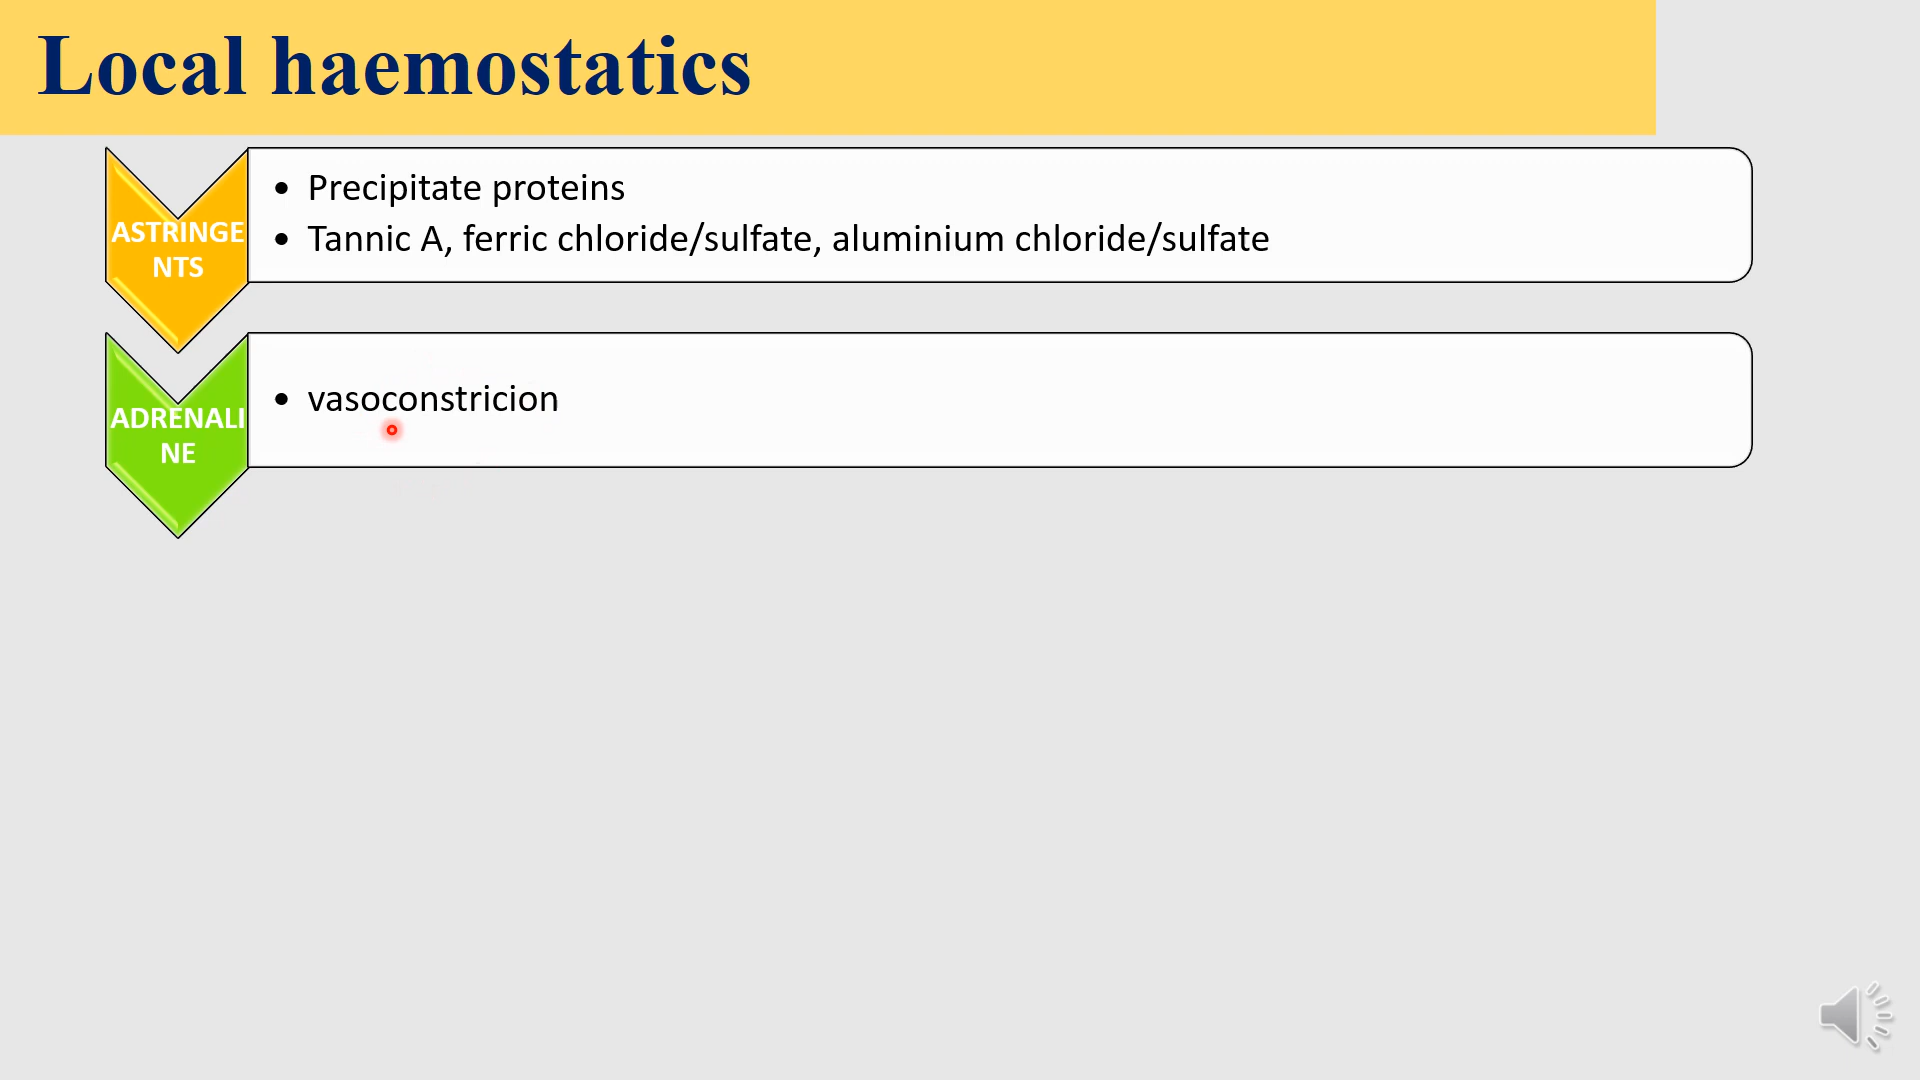 Local haemostatics
ASTRINGE
NTS
• Precipitate proteins
• Tannic A, ferric chloride/sulfate, aluminium chloride/sulfate
ADRENALI
NE
• vasoconstricion